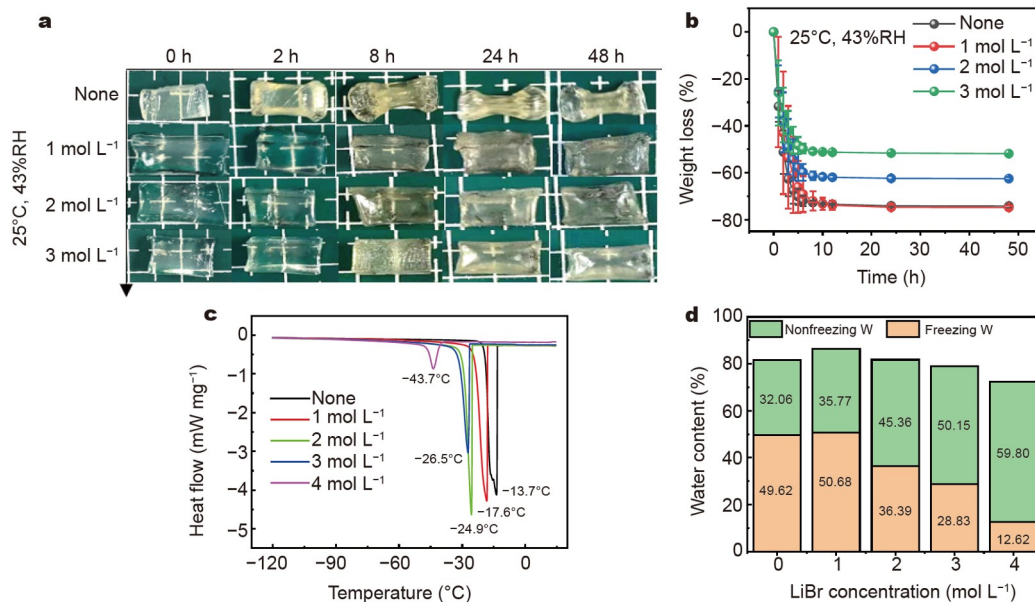 a
0 h 2 h 8 h 24 h 48 h
None
1 mol L⁻¹
2 mol L⁻¹
3 mol L⁻¹
25°C, 43%RH
b
25°C, 43%RH
None
1 mol L⁻¹
2 mol L⁻¹
3 mol L⁻¹
0
−20
−40
−60
−80
Weight loss (%)
0 10 20 30 40 50
Time (h)
c
0
−1
−2
−3
−4
−5
Heat flow (mW mg⁻¹)
None
1 mol L⁻¹
2 mol L⁻¹
3 mol L⁻¹
4 mol L⁻¹
−43.7°C
−26.5°C
−13.7°C
−17.6°C
−24.9°C
−120 −90 −60 −30 0
Temperature (°C)
d
100
80
60
40
20
0
Water content (%)
Nonfreezing W Freezing W
32.06 35.77 45.36 50.15 59.80
49.62 50.68 36.39 28.83 12.62
0 1 2 3 4
LiBr concentration (mol L⁻¹)